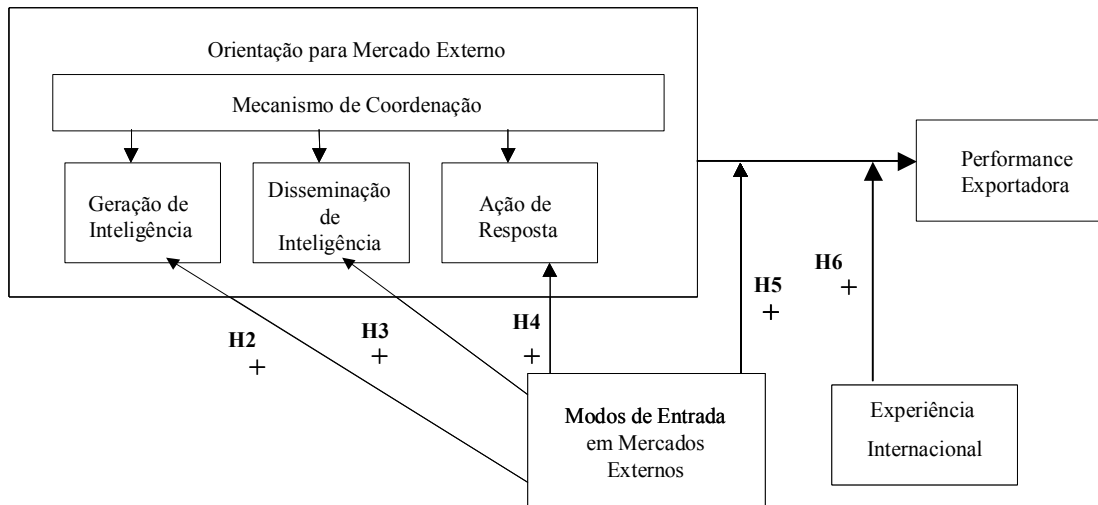 Orientação para Mercado Externo
Mecanismo de Coordenação
Geração de
Inteligência
Disseminação
de
Inteligência
Ação de
Resposta
Performance
Exportadora
H2
+
H3
+
H4
+
H5
+
H6
+
Modos de Entrada
em Mercados
Externos
Experiência
Internacional